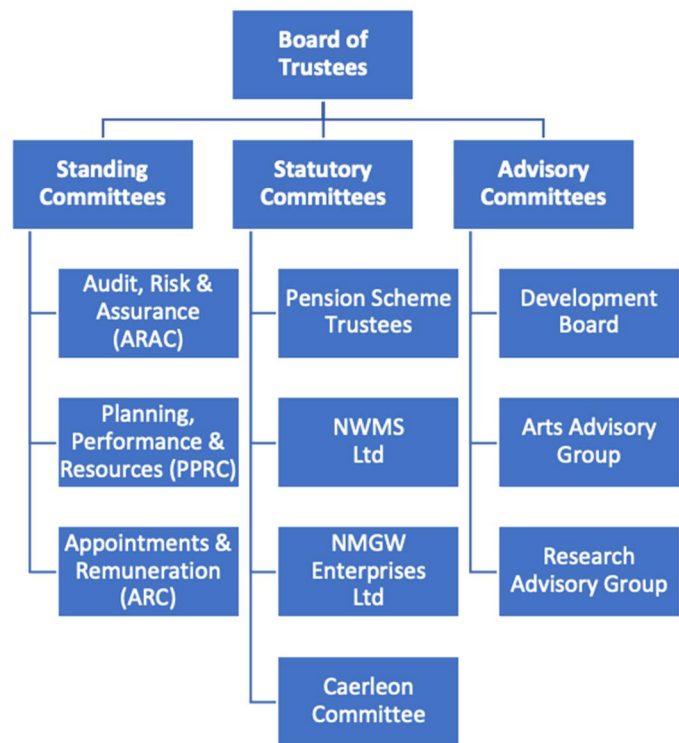 Board of
Trustees
Standing
Committees
Statutory
Committees
Advisory
Committees
Audit, Risk &
Assurance
(ARAC)
Pension Scheme
Trustees
Development
Board
Planning,
Performance &
Resources (PPRC)
NWMS
Ltd
Arts Advisory
Group
Appointments &
Remuneration
(ARC)
NMGW
Enterprises
Ltd
Research
Advisory Group
Caerleon
Committee